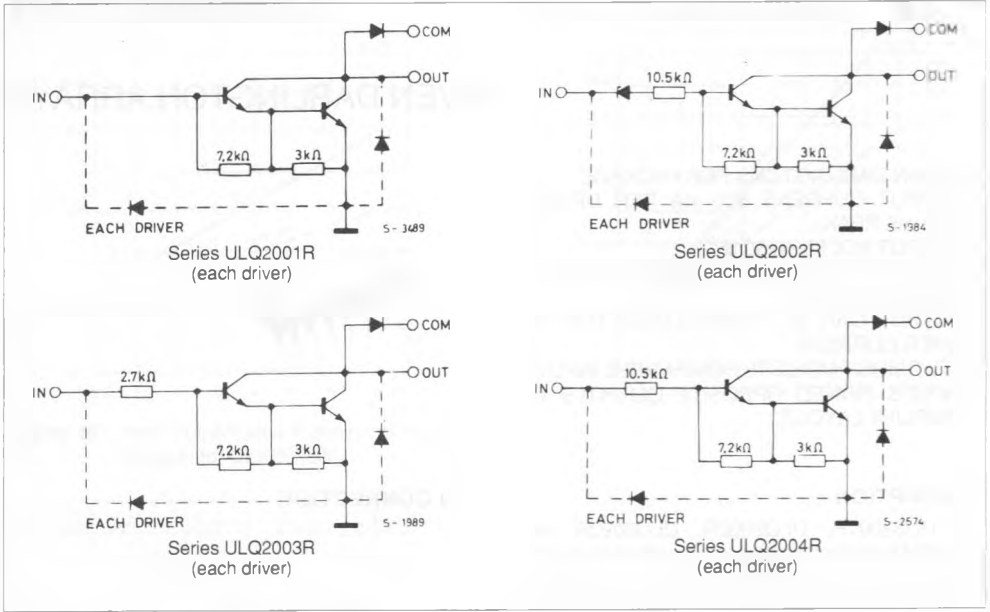 COM
OUT
IN
7.2kΩ
3kΩ
EACH DRIVER
S-3489
Series ULQ2001R
(each driver)
COM
OUT
IN
10.5kΩ
7.2kΩ
3kΩ
EACH DRIVER
S-1984
Series ULQ2002R
(each driver)
COM
OUT
IN
2.7kΩ
7.2kΩ
3kΩ
EACH DRIVER
S-1989
Series ULQ2003R
(each driver)
COM
OUT
IN
10.5kΩ
7.2kΩ
3kΩ
EACH DRIVER
S-2574
Series ULQ2004R
(each driver)